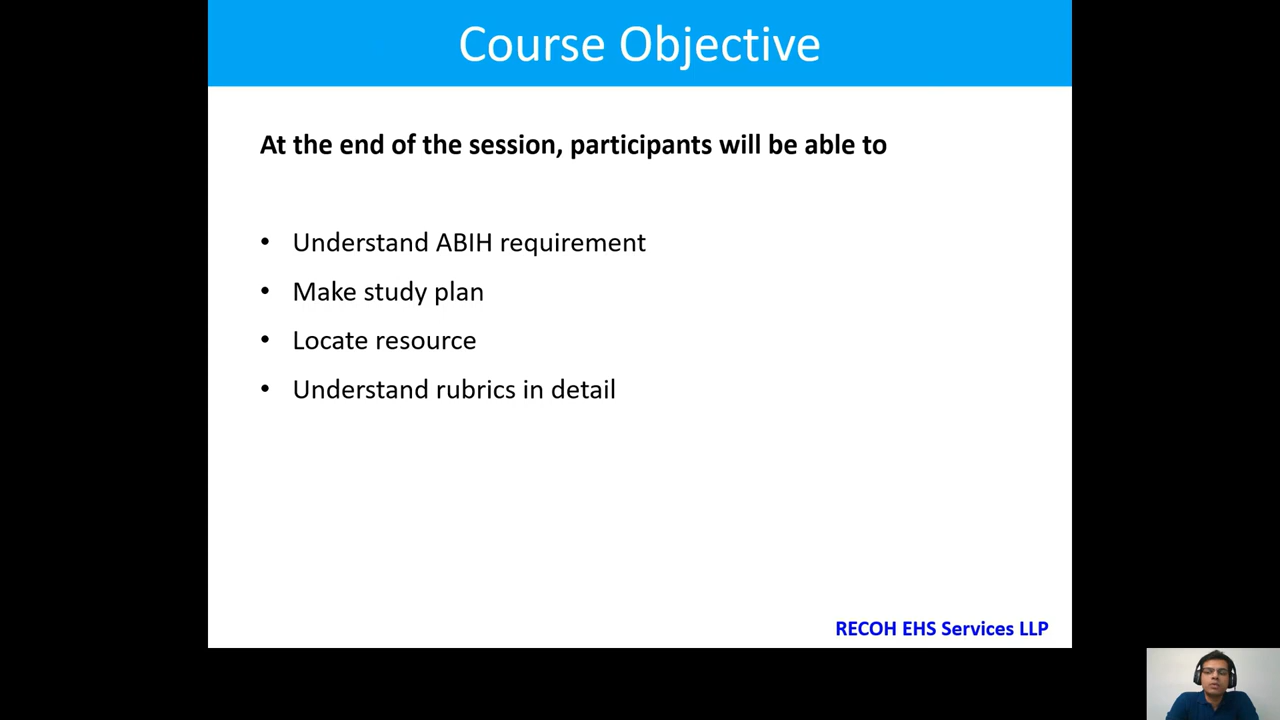 Course Objective
At the end of the session, participants will be able to
• Understand ABIH requirement
• Make study plan
• Locate resource
• Understand rubrics in detail
RECOH EHS Services LLP